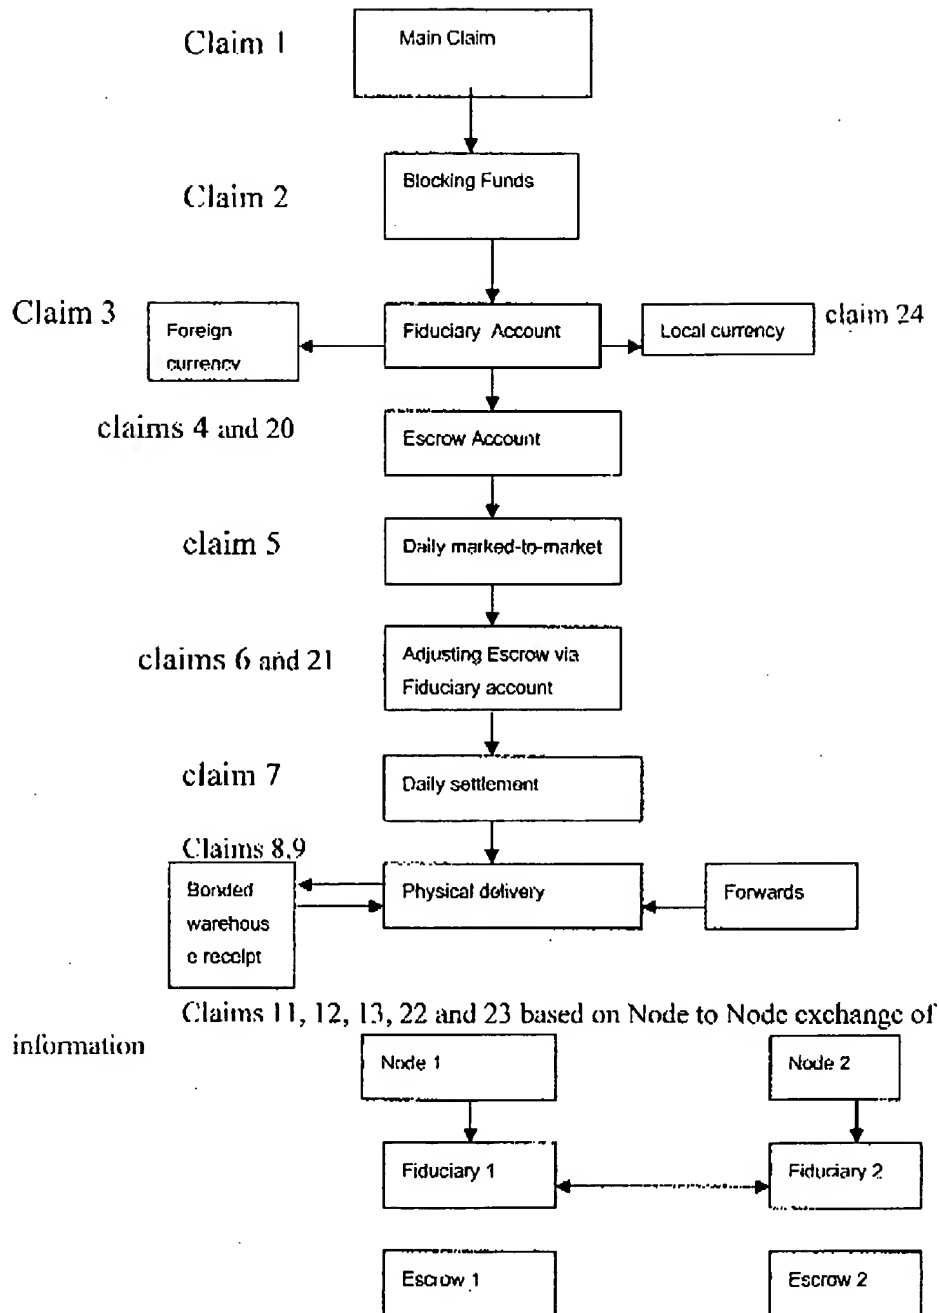 Claim 1
Main Claim
Claim 2
Blocking Funds
Claim 3
Foreign
currency
Fiduciary Account
Local currency
claim 24
claims 4 and 20
Escrow Account
claim 5
Daily marked-to-market
claims 6 and 21
Adjusting Escrow via
Fiduciary account
claim 7
Daily settlement
Claims 8,9
Bonded
warehous
e receipt
Physical delivery
Forwards
Claims 11, 12, 13, 22 and 23 based on Node to Node exchange of
information
Node 1
Node 2
Fiduciary 1
Fiduciary 2
Escrow 1
Escrow 2